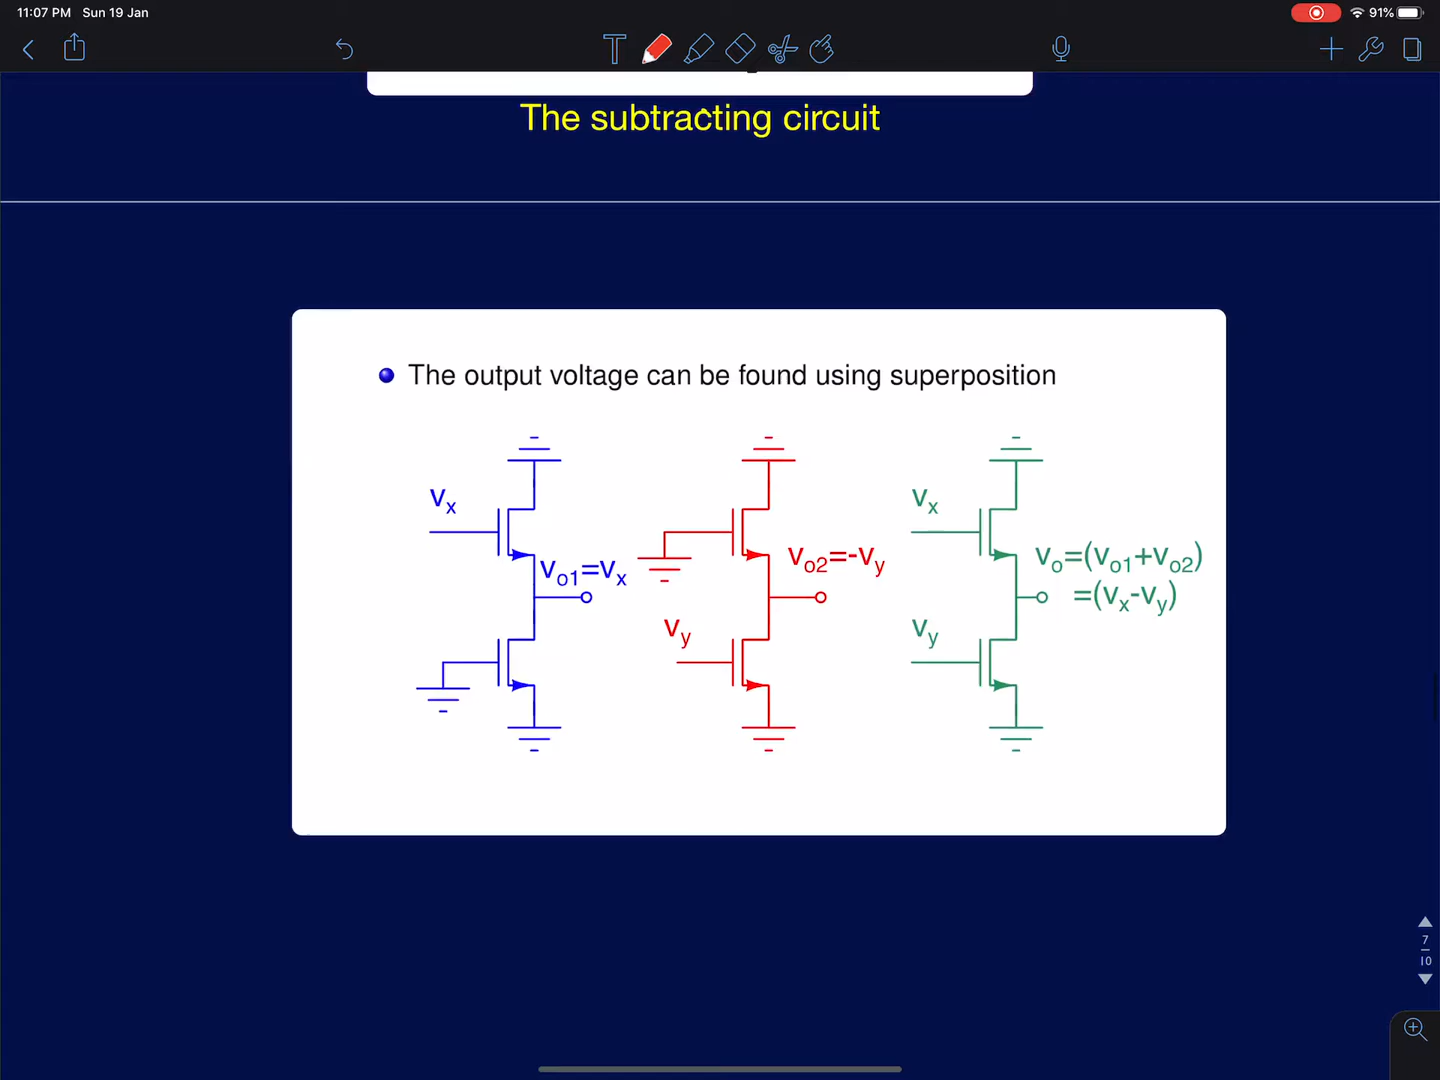 11:07 PM Sun 19 Jan
91%
T
The subtracting circuit
The output voltage can be found using superposition
vx
vo1=vx
vo2=-vy
vy
vx
vo=(vo1+vo2)
=(vx-vy)
vy
7
10